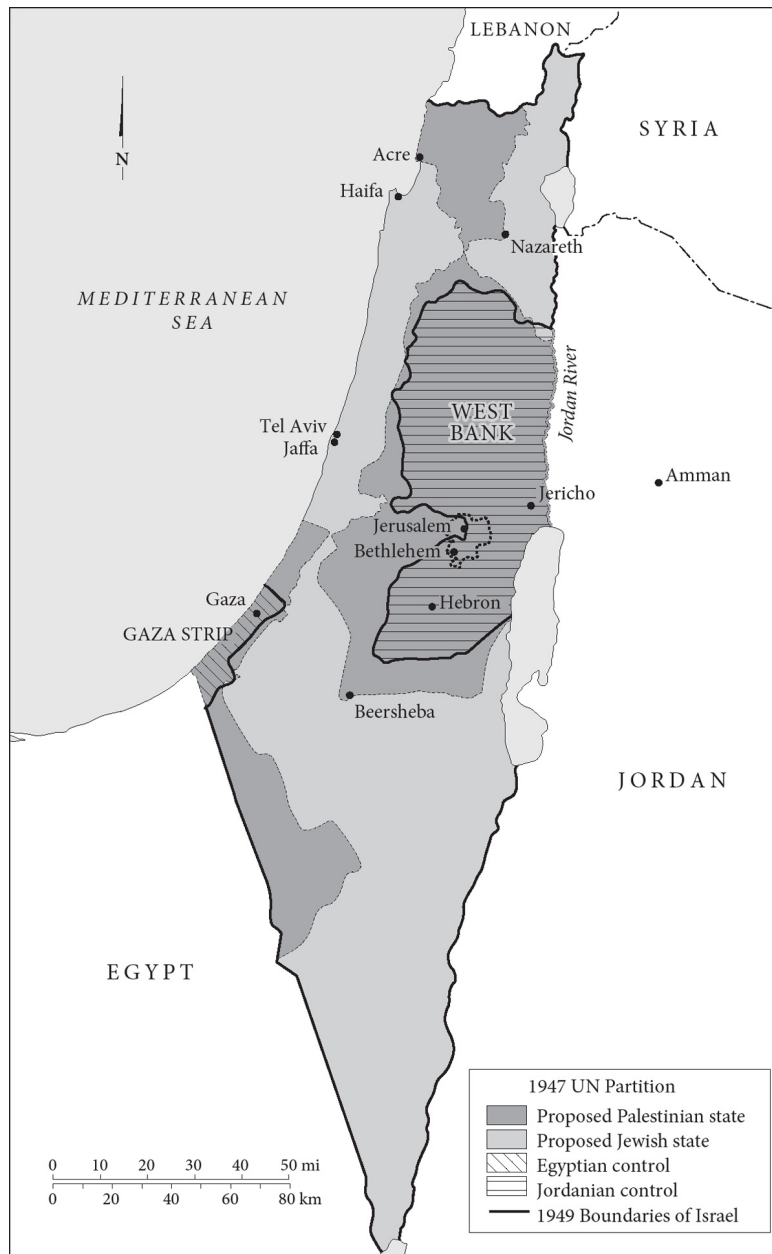 LEBANON
SYRIA
N
Acre
Haifa
Nazareth
MEDITERRANEAN
SEA
Jordan River
WEST
BANK
Tel Aviv
Jaffa
Amman
Jericho
Jerusalem
Bethlehem
Gaza
Hebron
GAZA STRIP
Beersheba
JORDAN
EGYPT
1947 UN Partition
Proposed Palestinian state
Proposed Jewish state
Egyptian control
Jordanian control
1949 Boundaries of Israel
0 10 20 30 40 50 mi
0 20 40 60 80 km